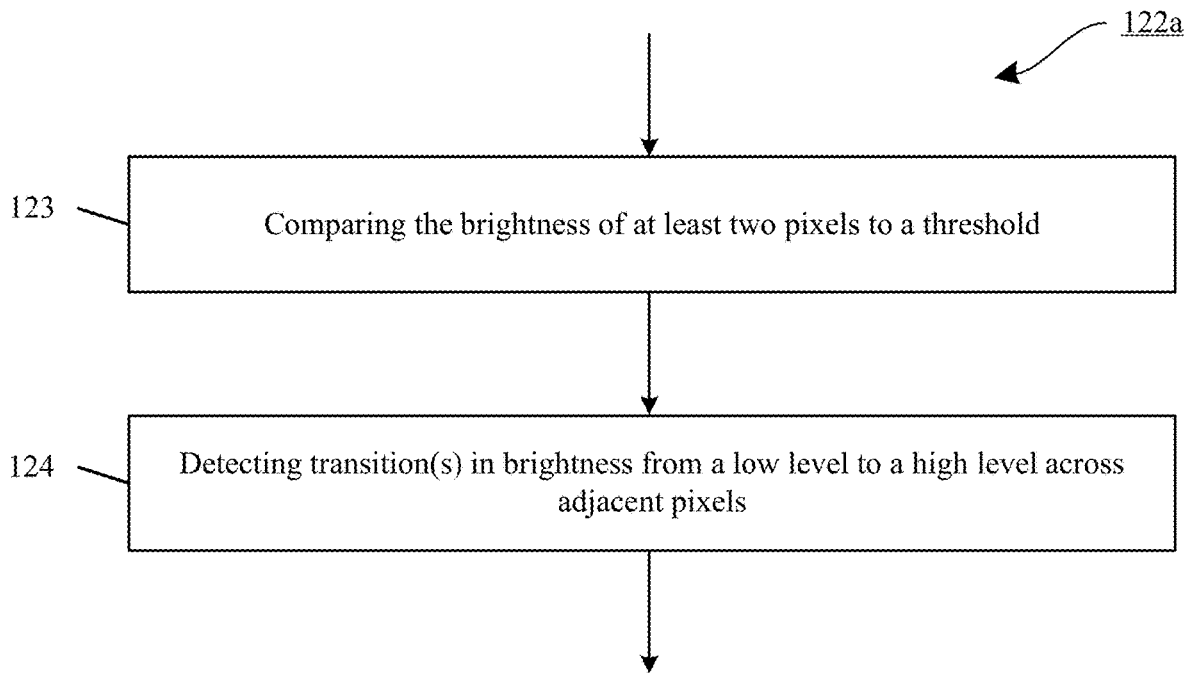 122a
123
Comparing the brightness of at least two pixels to a threshold
124
Detecting transition(s) in brightness from a low level to a high level across
adjacent pixels